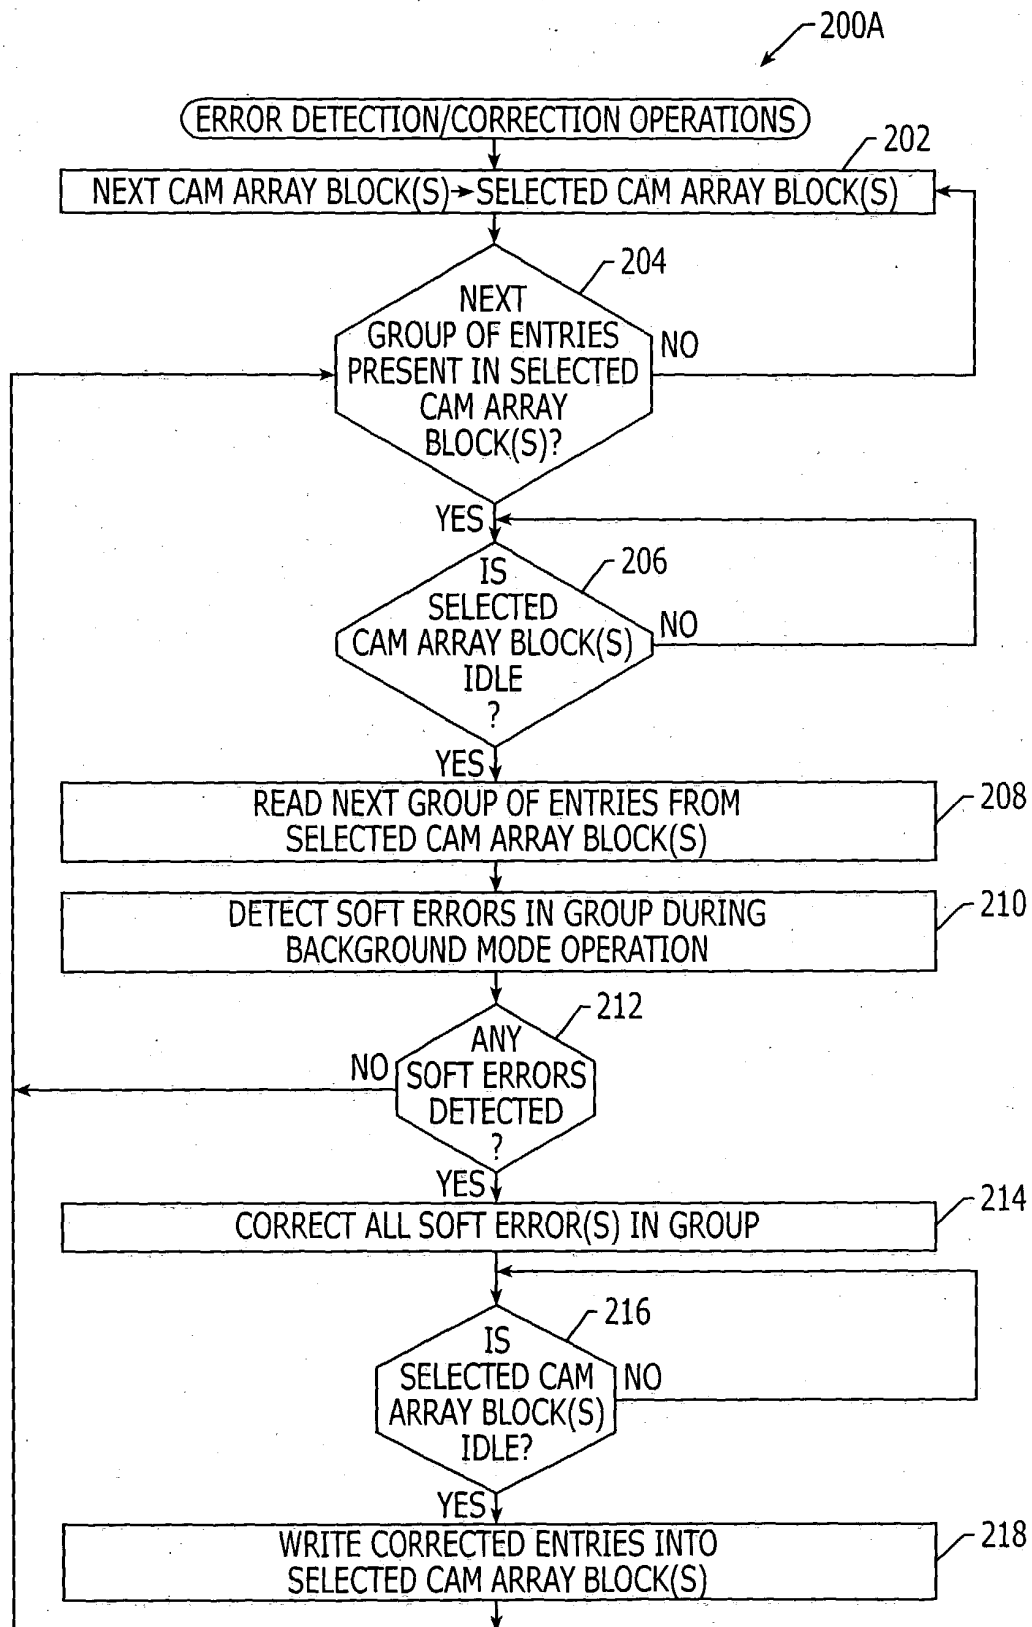 200A
ERROR DETECTION/CORRECTION OPERATIONS
202
NEXT CAM ARRAY BLOCK(S)→SELECTED CAM ARRAY BLOCK(S)
204
NEXT
GROUP OF ENTRIES
PRESENT IN SELECTED
CAM ARRAY
BLOCK(S)?
NO
YES
206
IS
SELECTED
CAM ARRAY BLOCK(S)
IDLE
?
NO
YES
208
READ NEXT GROUP OF ENTRIES FROM
SELECTED CAM ARRAY BLOCK(S)
210
DETECT SOFT ERRORS IN GROUP DURING
BACKGROUND MODE OPERATION
212
ANY
SOFT ERRORS
DETECTED
?
NO
YES
214
CORRECT ALL SOFT ERROR(S) IN GROUP
216
IS
SELECTED CAM
ARRAY BLOCK(S)
IDLE?
NO
YES
218
WRITE CORRECTED ENTRIES INTO
SELECTED CAM ARRAY BLOCK(S)